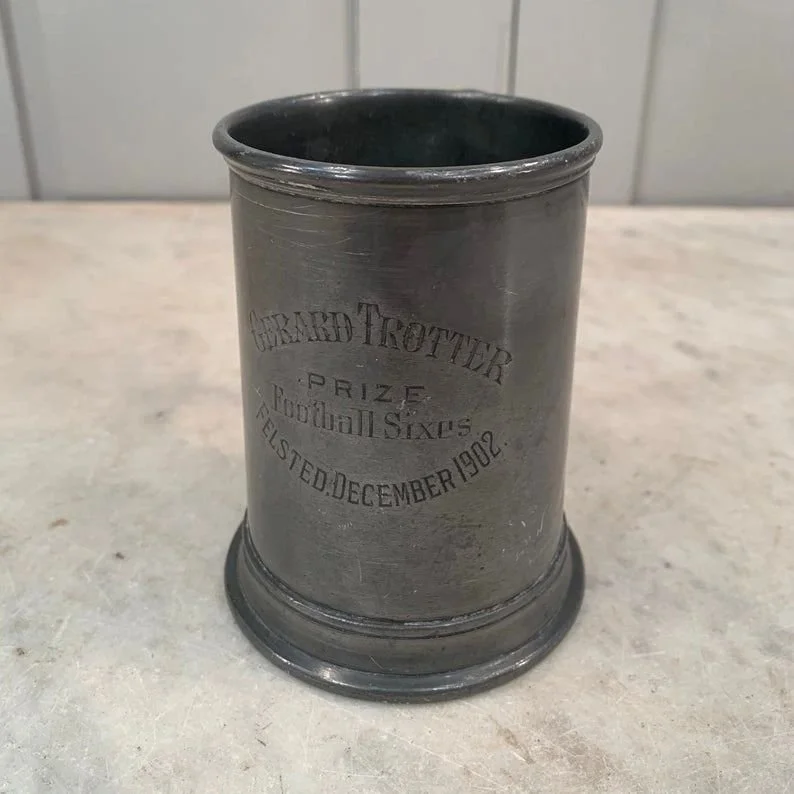 GERARD TROTTER
PRIZE
Football Sixes
FELSTED. DECEMBER 1902.